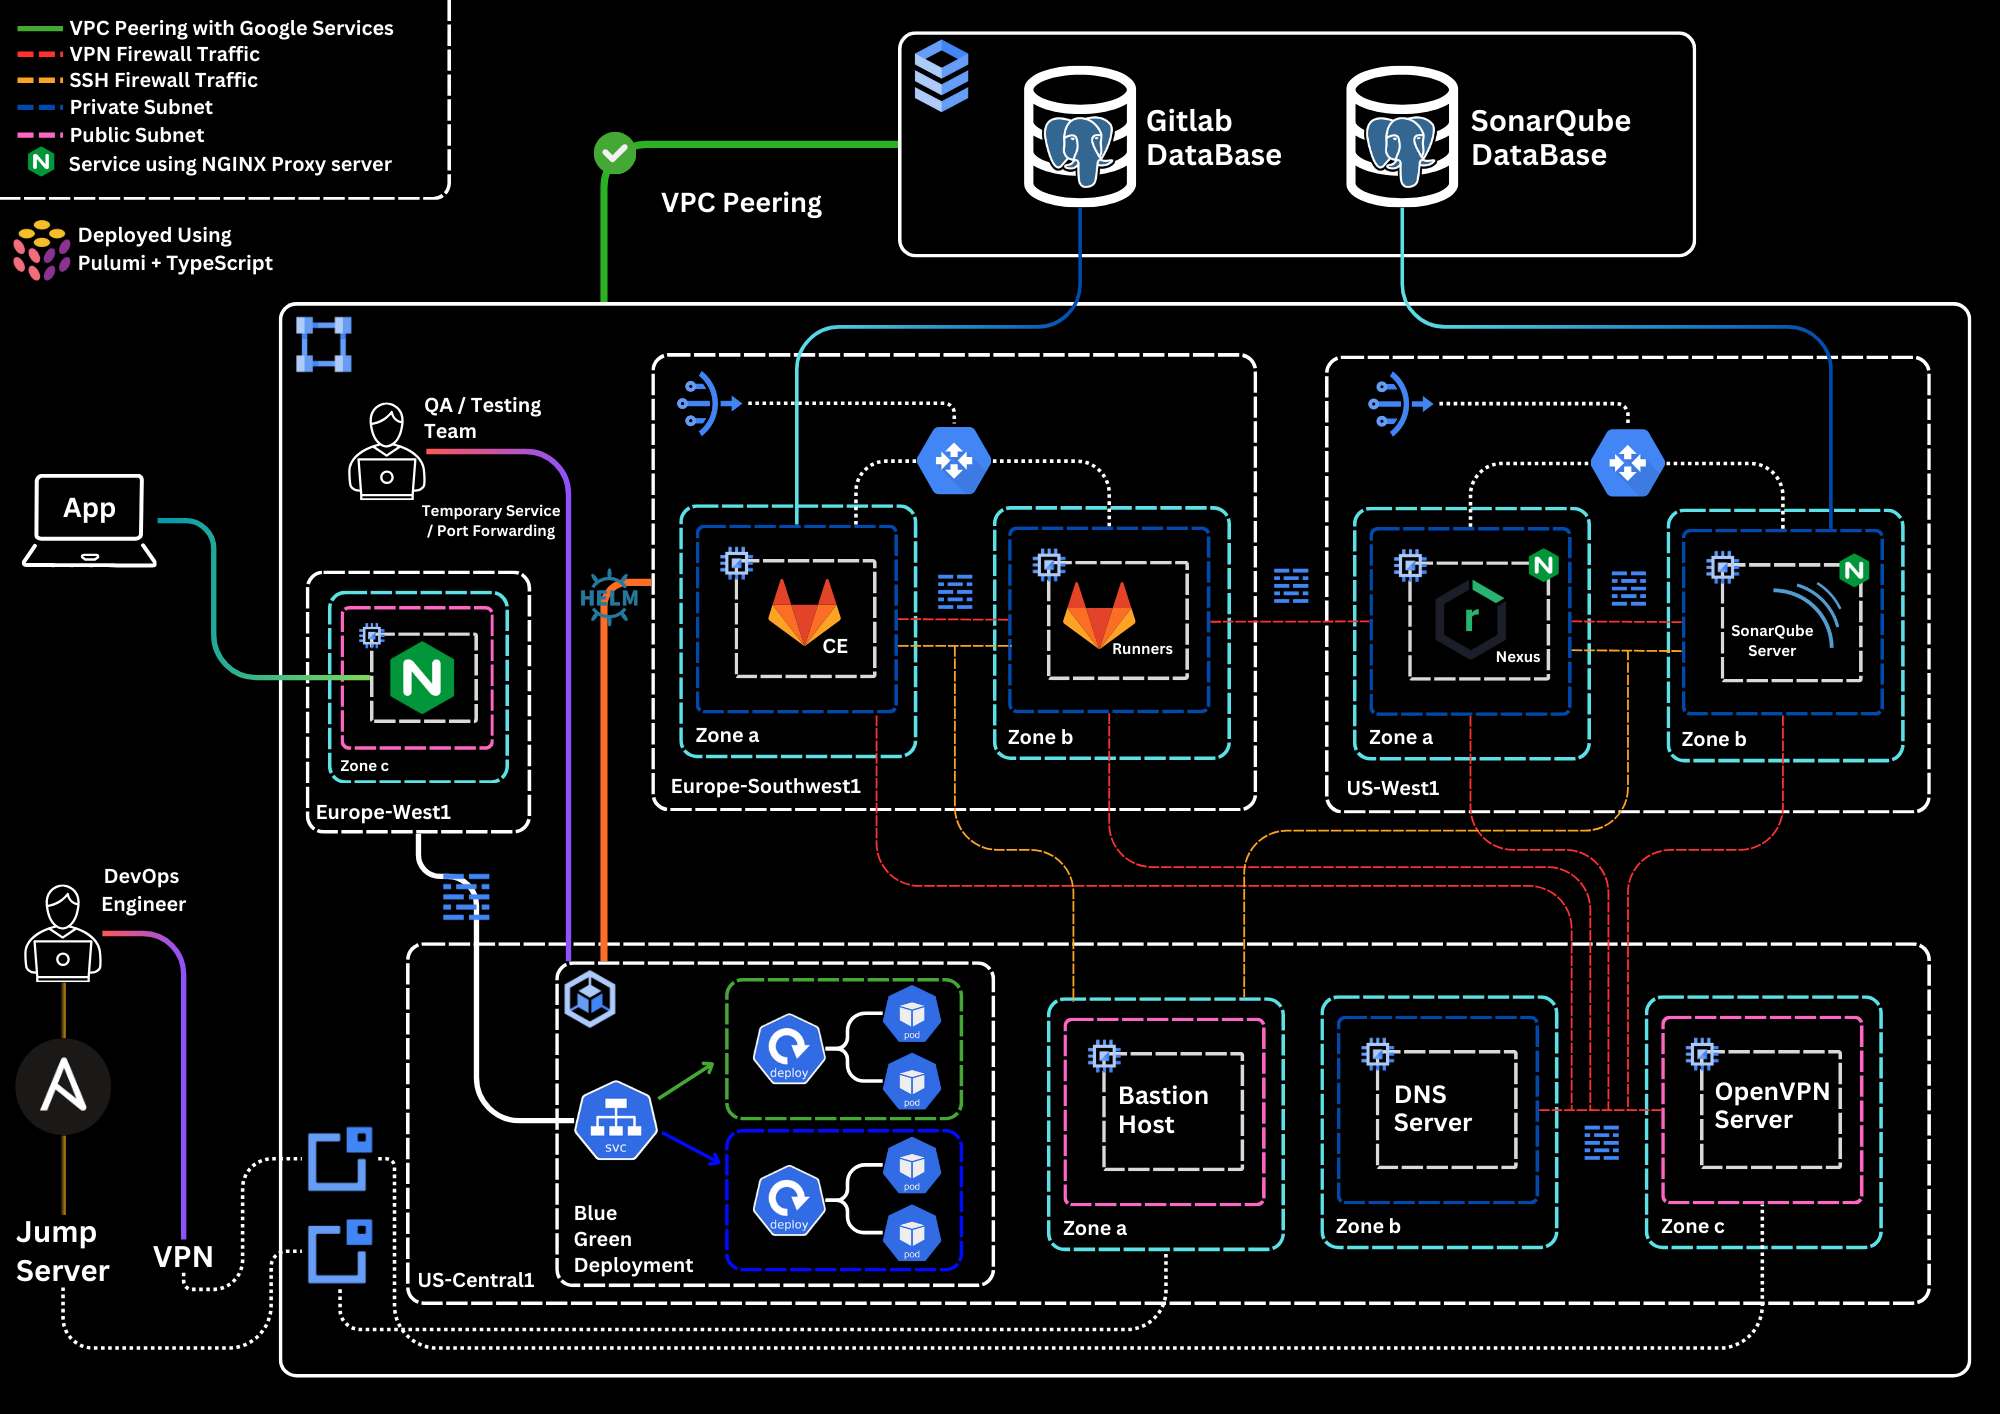 VPC Peering with Google Services
VPN Firewall Traffic
SSH Firewall Traffic
Private Subnet
Public Subnet
N
Service using NGINX Proxy server
Deployed Using
Pulumi + TypeScript
VPC Peering
Gitlab
DataBase
SonarQube
DataBase
QA / Testing
Team
Temporary Service
/ Port Forwarding
App
HELM
N
Zone c
Europe-West1
CE
Zone a
Runners
Zone b
Europe-Southwest1
N
r
Nexus
Zone a
N
SonarQube
Server
Zone b
US-West1
DevOps
Engineer
Jump
Server
VPN
svc
deploy
pod
pod
deploy
pod
pod
Blue
Green
Deployment
US-Central1
Bastion
Host
Zone a
DNS
Server
Zone b
OpenVPN
Server
Zone c